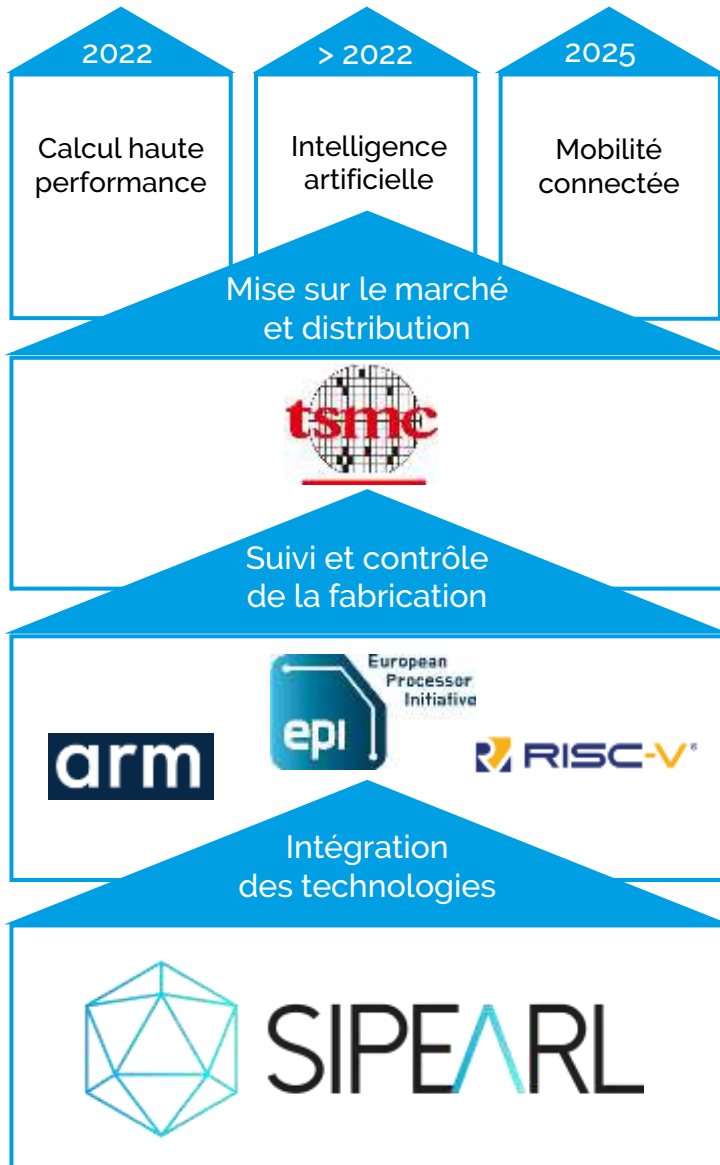 2022
> 2022
2025
Calcul haute
performance
Intelligence
artificielle
Mobilité
connectée
Mise sur le marché
et distribution
tsmc
Suivi et contrôle
de la fabrication
European
Processor
Initiative
epi
arm
RISC-V®
Intégration
des technologies
SIPEARL